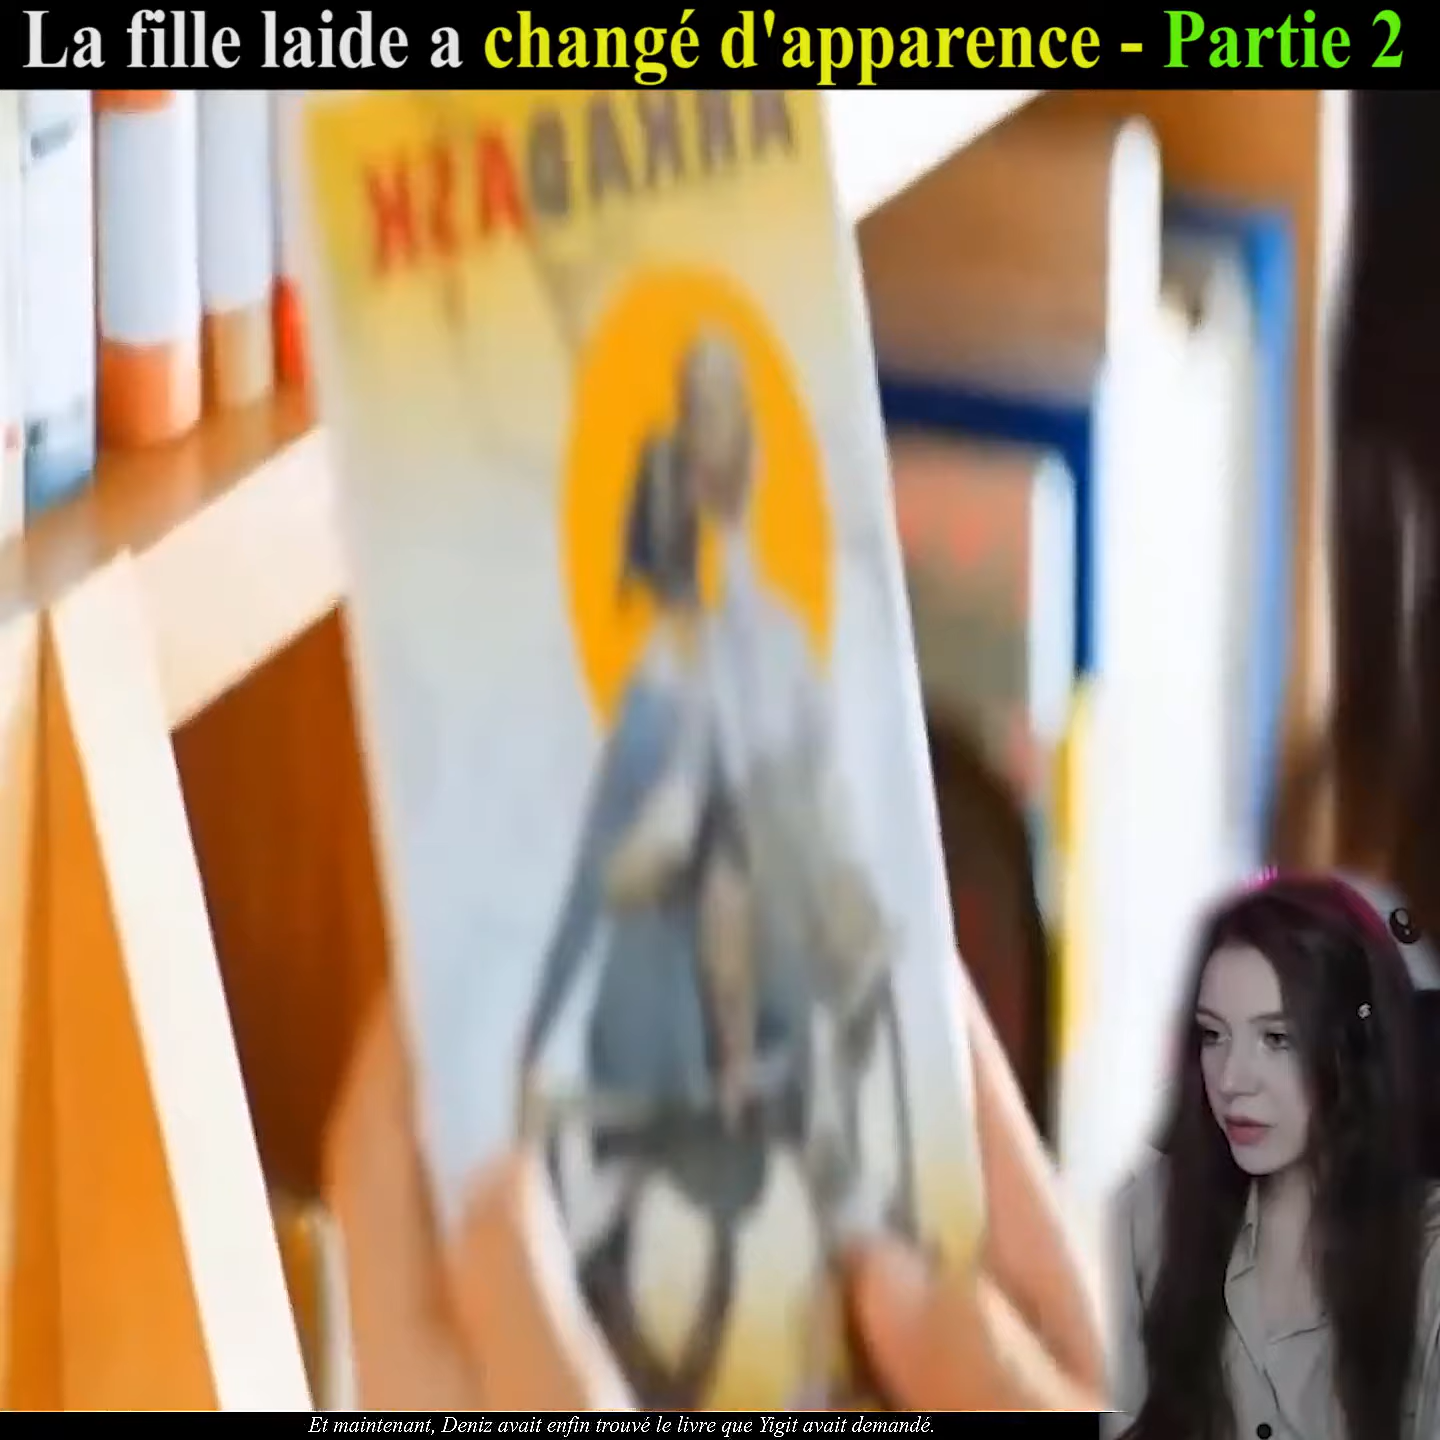 La fille laide a changé d'apparence - Partie 2
Et maintenant, Deniz avait enfin trouvé le livre que Yigit avait demandé.